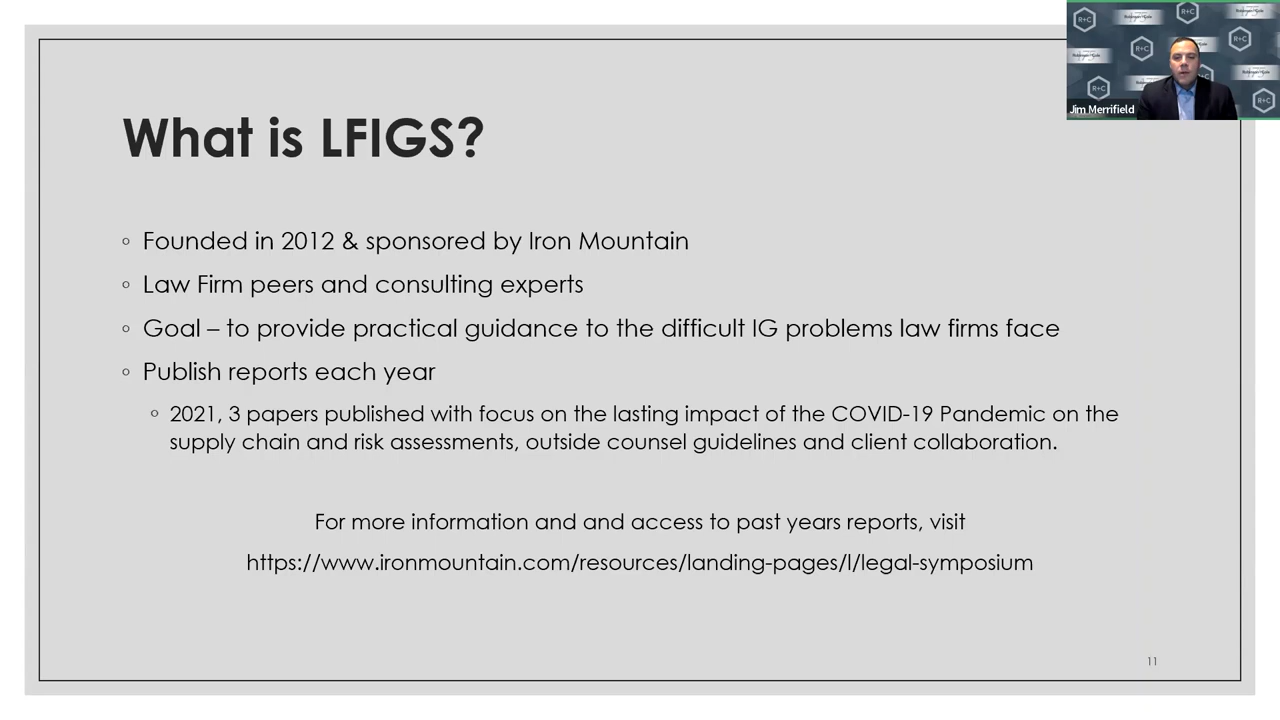 What is LFIGS?
◦ Founded in 2012 & sponsored by Iron Mountain
◦ Law Firm peers and consulting experts
◦ Goal – to provide practical guidance to the difficult IG problems law firms face
◦ Publish reports each year
◦ 2021, 3 papers published with focus on the lasting impact of the COVID-19 Pandemic on the
supply chain and risk assessments, outside counsel guidelines and client collaboration.
For more information and and access to past years reports, visit
https://www.ironmountain.com/resources/landing-pages/l/legal-symposium
11
R+C
R+C
R+C
R+C
R+C
R+C
Jim Merrifield